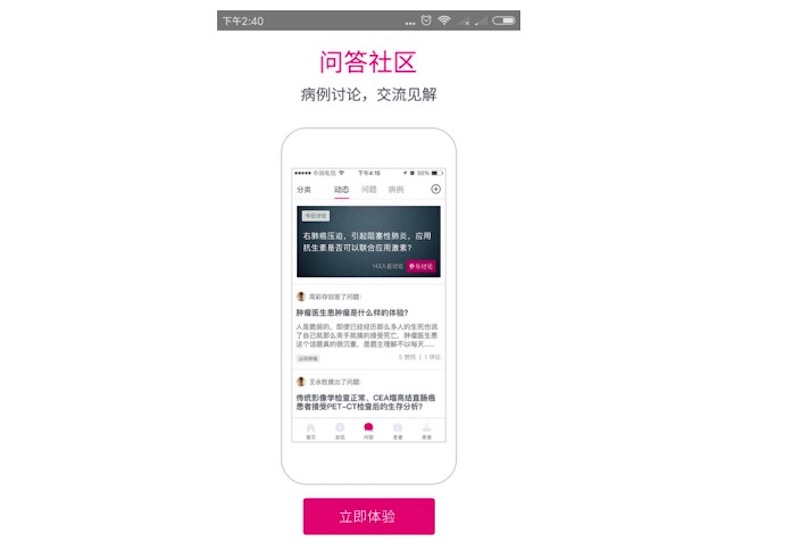 下午2:40
问答社区
病例讨论，交流见解
中国电信
下午4:15
50%
分类
动态
问题
病例
今日讨论
右肺癌压迫，引起阻塞性肺炎，应用
抗生素是否可以联合应用激素？
143人在讨论
参与讨论
周彩存回答了问题：
肿瘤医生患肿瘤是什么样的体验？
人是脆弱的，即便已经经历那么多人的生死也说
了自己就那么束手就擒的接受死亡，肿瘤医生患
这个话题真的很沉重，是题主理解不以每天……
泌尿肿瘤
5 赞同 | 1 评论
王永胜提出了问题：
传统影像学检查正常、CEA增高结直肠癌
患者接受PET-CT检查后的生存分析？
首页
发现
问答
患者
立即体验